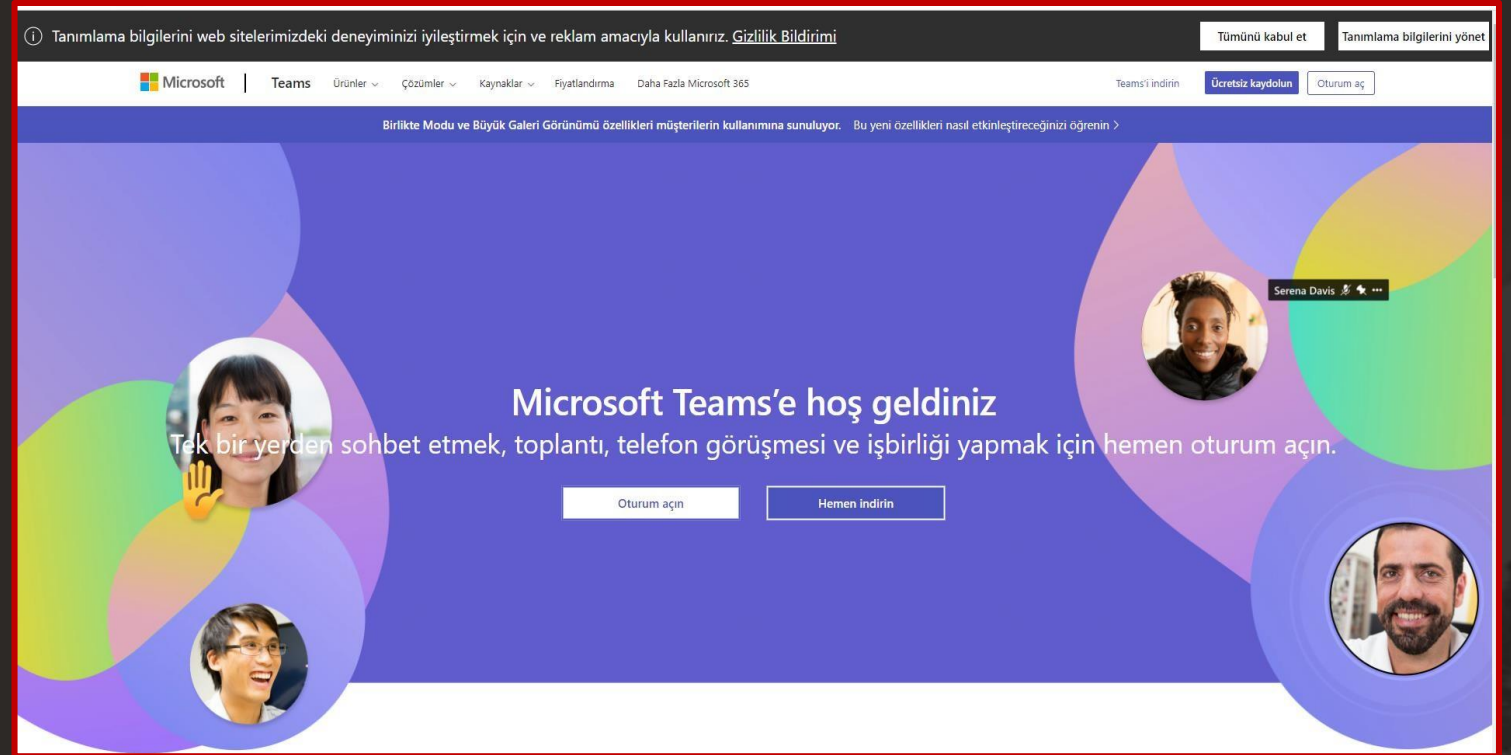 Tanımlama bilgilerini web sitelerimizdeki deneyiminizi iyileştirmek için ve reklam amacıyla kullanırız. Gizlilik Bildirimi
Tümünü kabul et
Tanımlama bilgilerini yönet
Microsoft
Teams
Ürünler
Çözümler
Kaynaklar
Fiyatlandırma
Daha Fazla Microsoft 365
Teams'i indirin
Ücretsiz kaydolun
Oturum aç
Birlikte Modu ve Büyük Galeri Görünümü özellikleri müşterilerin kullanımına sunuluyor. Bu yeni özellikleri nasıl etkinleştireceğinizi öğrenin >
Serena Davis
Microsoft Teams’e hoş geldiniz
Tek bir yerden sohbet etmek, toplantı, telefon görüşmesi ve işbirliği yapmak için hemen oturum açın.
Oturum açın
Hemen indirin